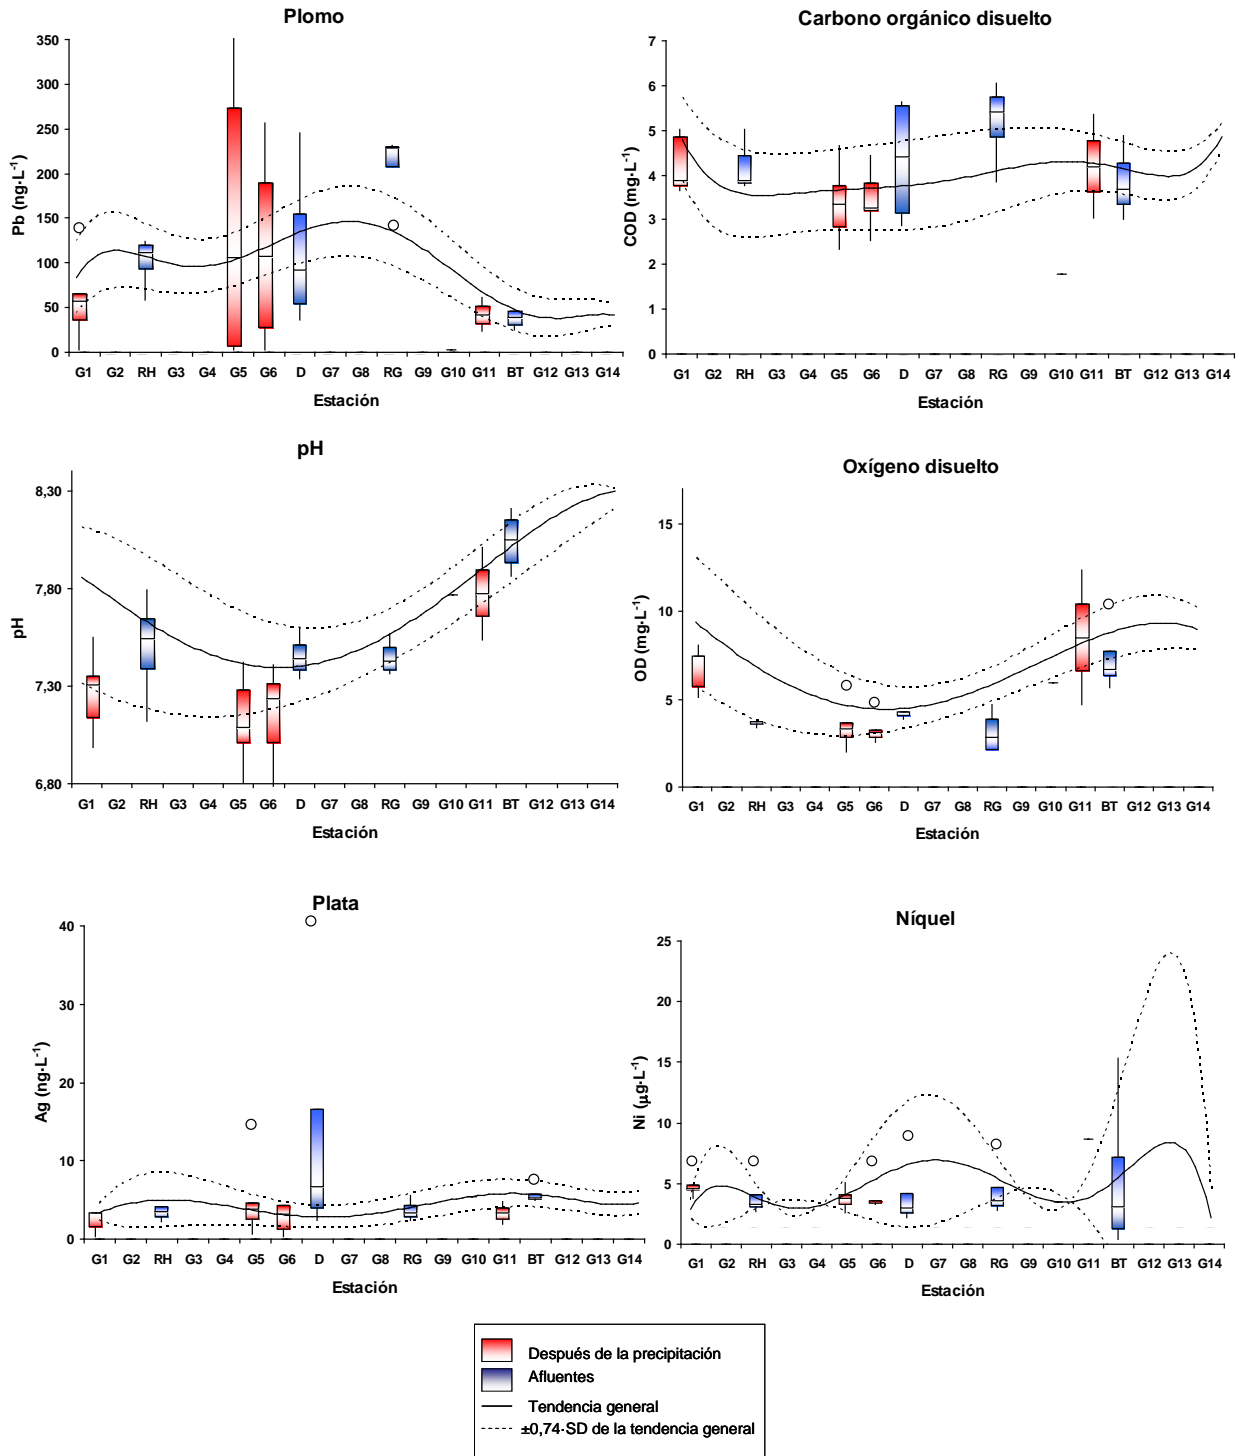 Plomo
350
300
250
200
150
100
50
0
Pb (ng·L⁻¹)
G1 G2 RH G3 G4 G5 G6 D G7 G8 RG G9 G10 G11 BT G12 G13 G14
Estación
Carbono orgánico disuelto
7
6
5
4
3
2
1
0
COD (mg·L⁻¹)
G1 G2 RH G3 G4 G5 G6 D G7 G8 RG G9 G10 G11 BT G12 G13 G14
Estación
pH
8,30
7,80
7,30
6,80
pH
G1 G2 RH G3 G4 G5 G6 D G7 G8 RG G9 G10 G11 BT G12 G13 G14
Estación
Oxígeno disuelto
15
10
5
0
OD (mg·L⁻¹)
G1 G2 RH G3 G4 G5 G6 D G7 G8 RG G9 G10 G11 BT G12 G13 G14
Estación
Plata
40
30
20
10
0
Ag (ng·L⁻¹)
G1 G2 RH G3 G4 G5 G6 D G7 G8 RG G9 G10 G11 BT G12 G13 G14
Estación
Níquel
25
20
15
10
5
0
Ni (µg·L⁻¹)
G1 G2 RH G3 G4 G5 G6 D G7 G8 RG G9 G10 G11 BT G12 G13 G14
Estación
Después de la precipitación
Afluentes
Tendencia general
±0,74·SD de la tendencia general